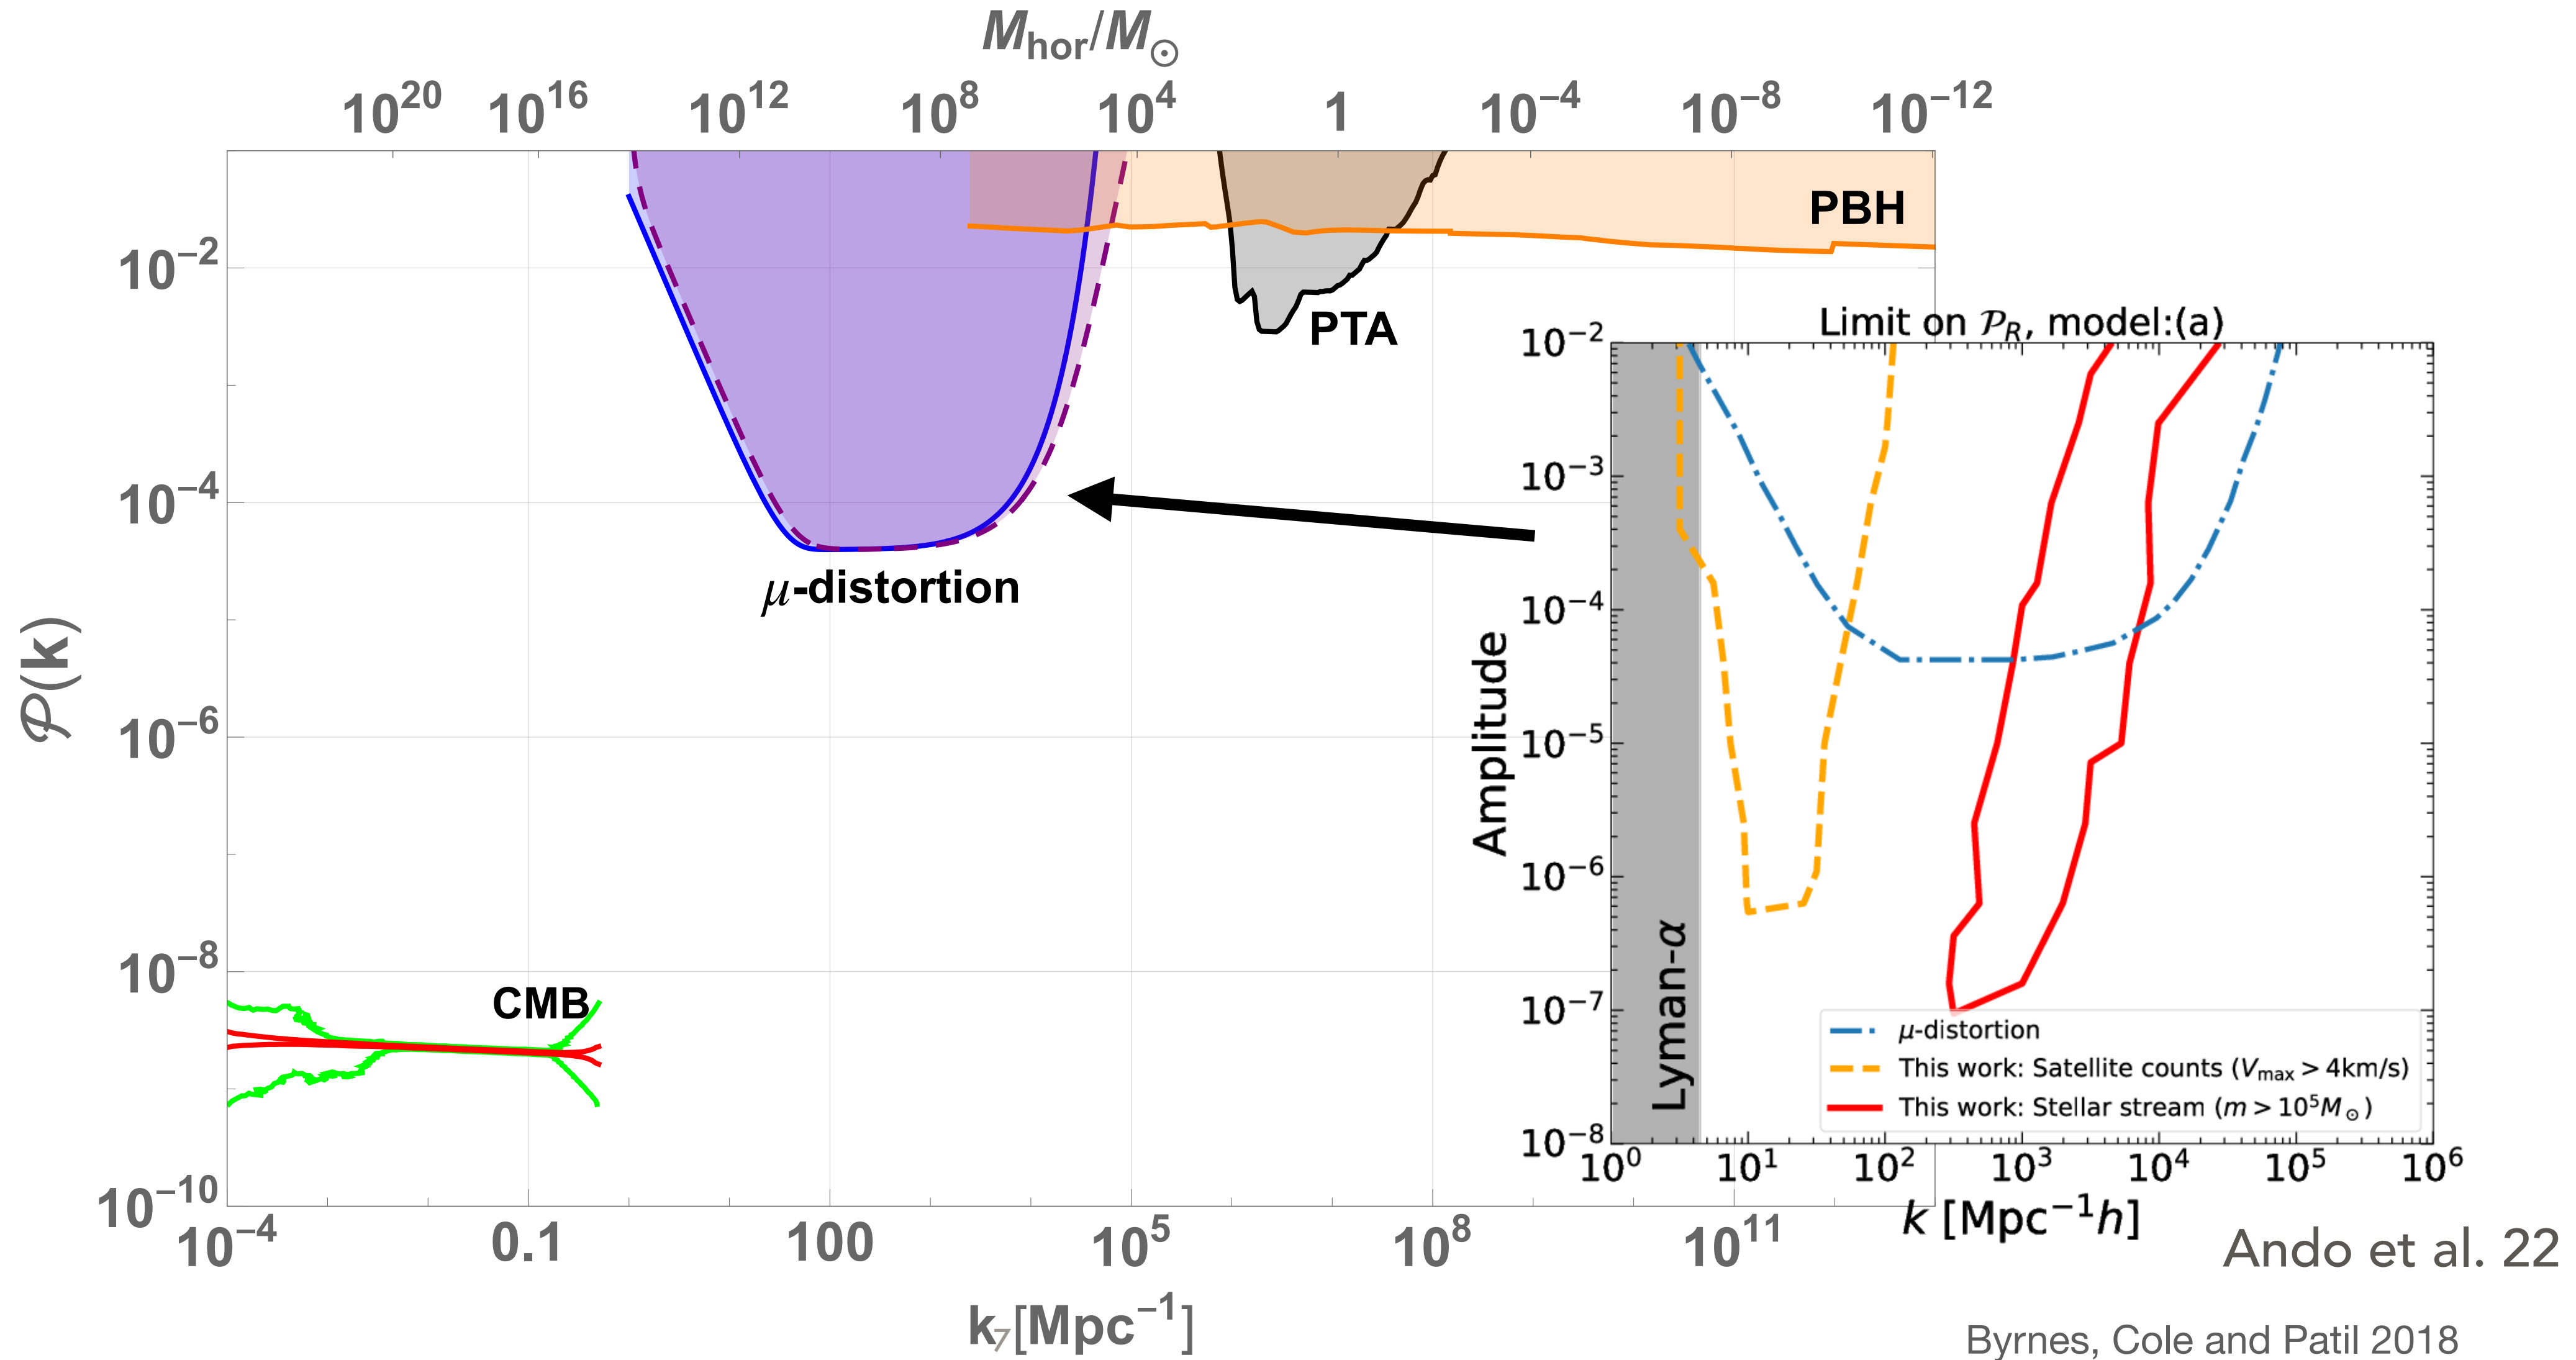 M_hor/M_⊙
10^20 10^16 10^12 10^8 10^4 1 10^−4 10^−8 10^−12
PBH
10^−2
PTA
10^−4
μ-distortion
𝒫(k)
10^−6
10^−8
CMB
10^−10
10^−4 0.1 100 10^5 10^8 10^11
k_7[Mpc^−1]
Limit on 𝒫_R, model:(a)
10^−2
10^−3
10^−4
Amplitude
10^−5
10^−6
10^−7
10^−8
Lyman-α
μ-distortion
This work: Satellite counts (V_max > 4km/s)
This work: Stellar stream (m > 10^5 M_⊙)
10^0 10^1 10^2 10^3 10^4 10^5 10^6
k [Mpc^−1 h]
Ando et al. 22
Byrnes, Cole and Patil 2018